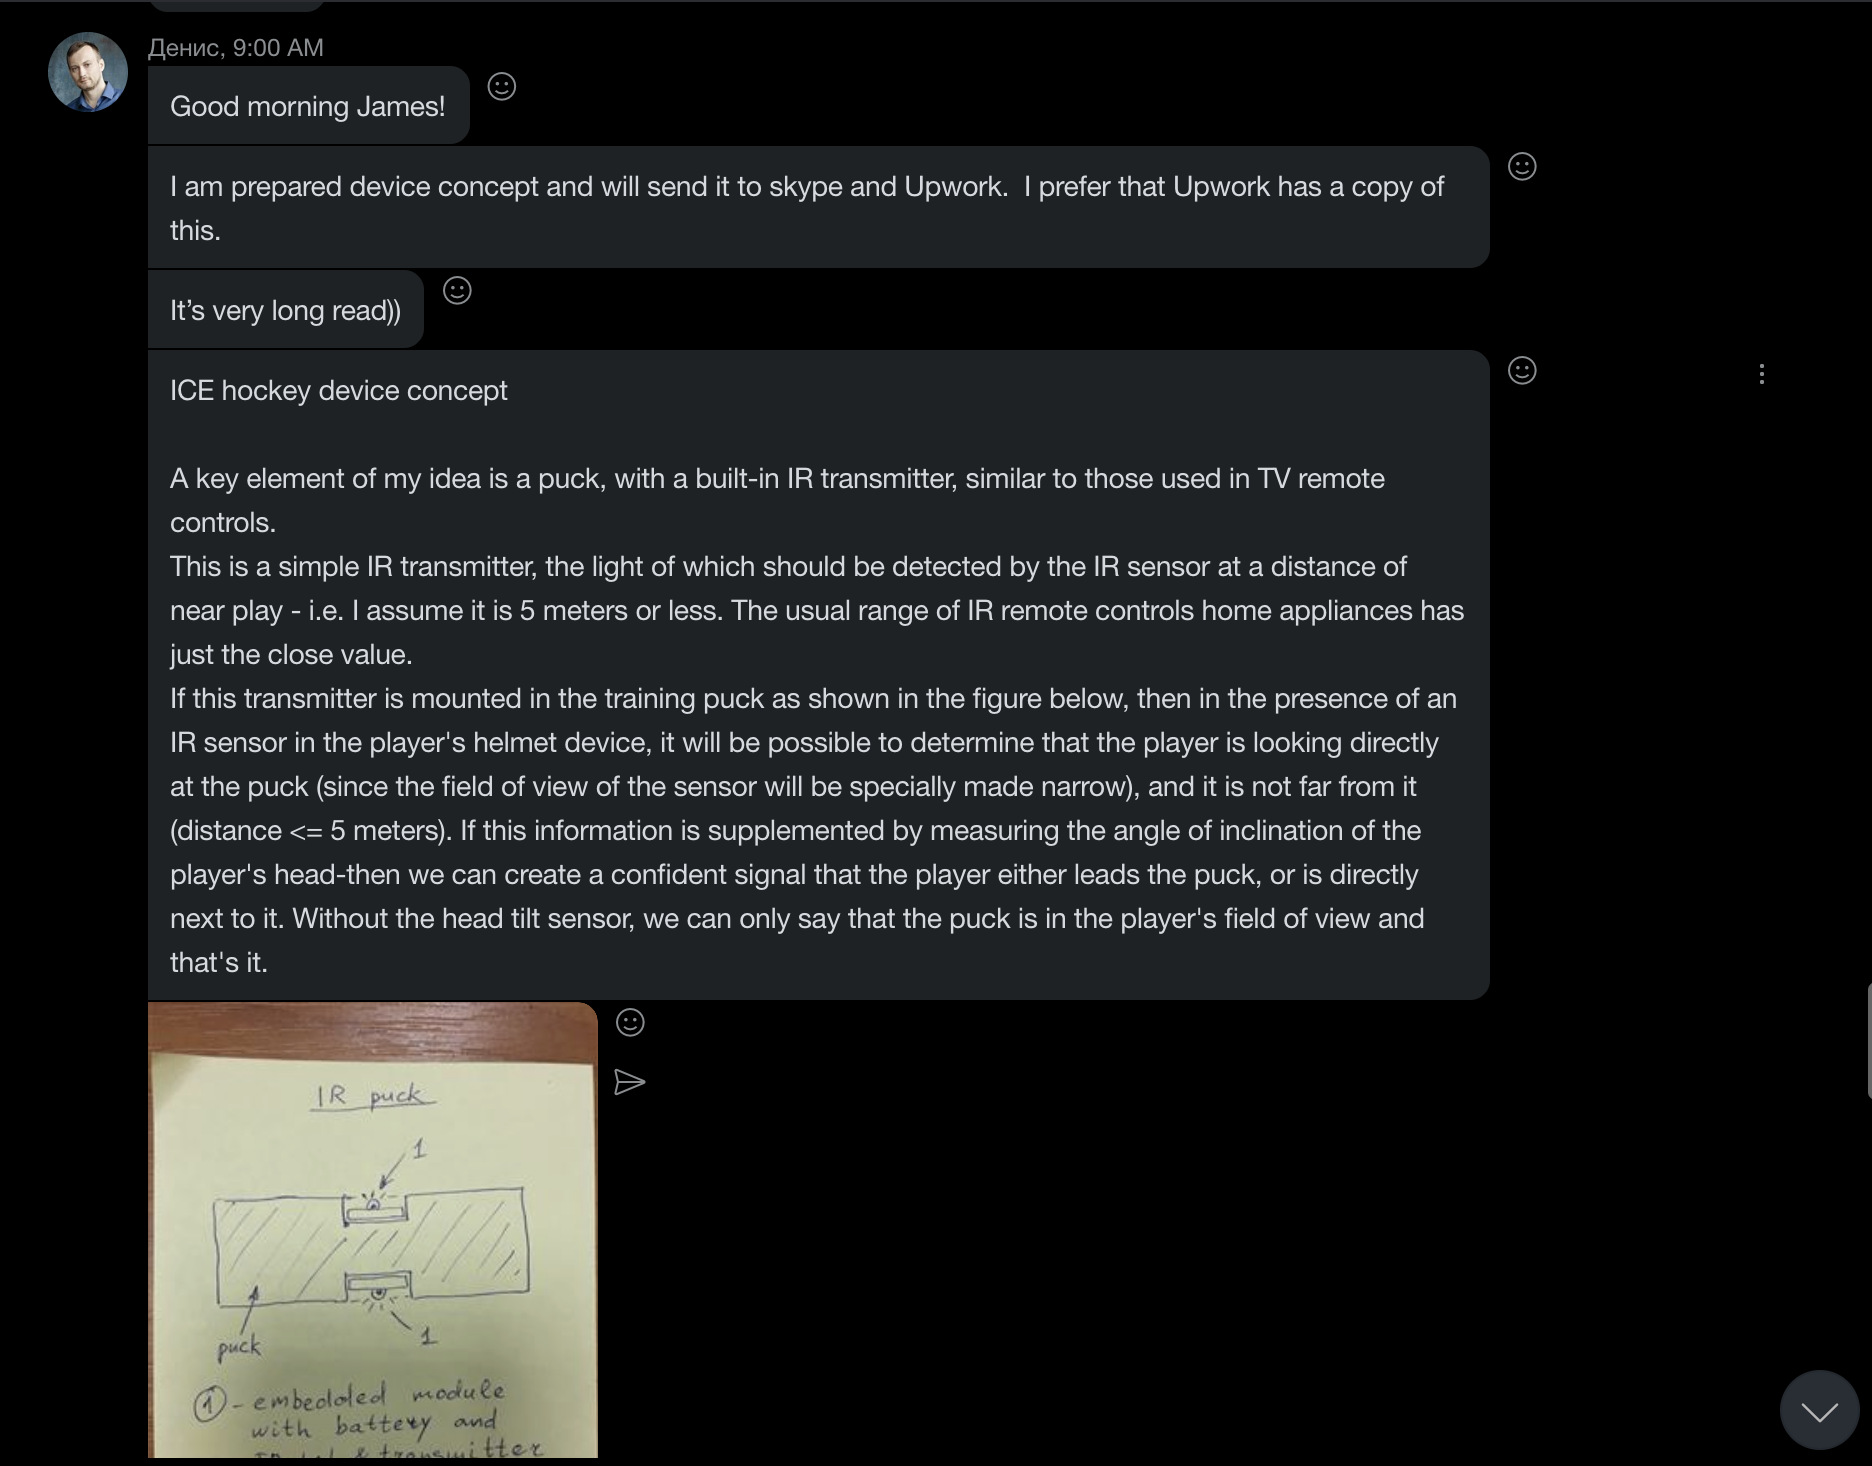 Денис, 9:00 AM
Good morning James!
I am prepared device concept and will send it to skype and Upwork.  I prefer that Upwork has a copy of
this.
It’s very long read))
ICE hockey device concept
A key element of my idea is a puck, with a built-in IR transmitter, similar to those used in TV remote
controls.
This is a simple IR transmitter, the light of which should be detected by the IR sensor at a distance of
near play - i.e. I assume it is 5 meters or less. The usual range of IR remote controls home appliances has
just the close value.
If this transmitter is mounted in the training puck as shown in the figure below, then in the presence of an
IR sensor in the player's helmet device, it will be possible to determine that the player is looking directly
at the puck (since the field of view of the sensor will be specially made narrow), and it is not far from it
(distance <= 5 meters). If this information is supplemented by measuring the angle of inclination of the
player's head-then we can create a confident signal that the player either leads the puck, or is directly
next to it. Without the head tilt sensor, we can only say that the puck is in the player's field of view and
that's it.
IR puck
1
1
puck
1 - embedded module
with battery and
& transmitter